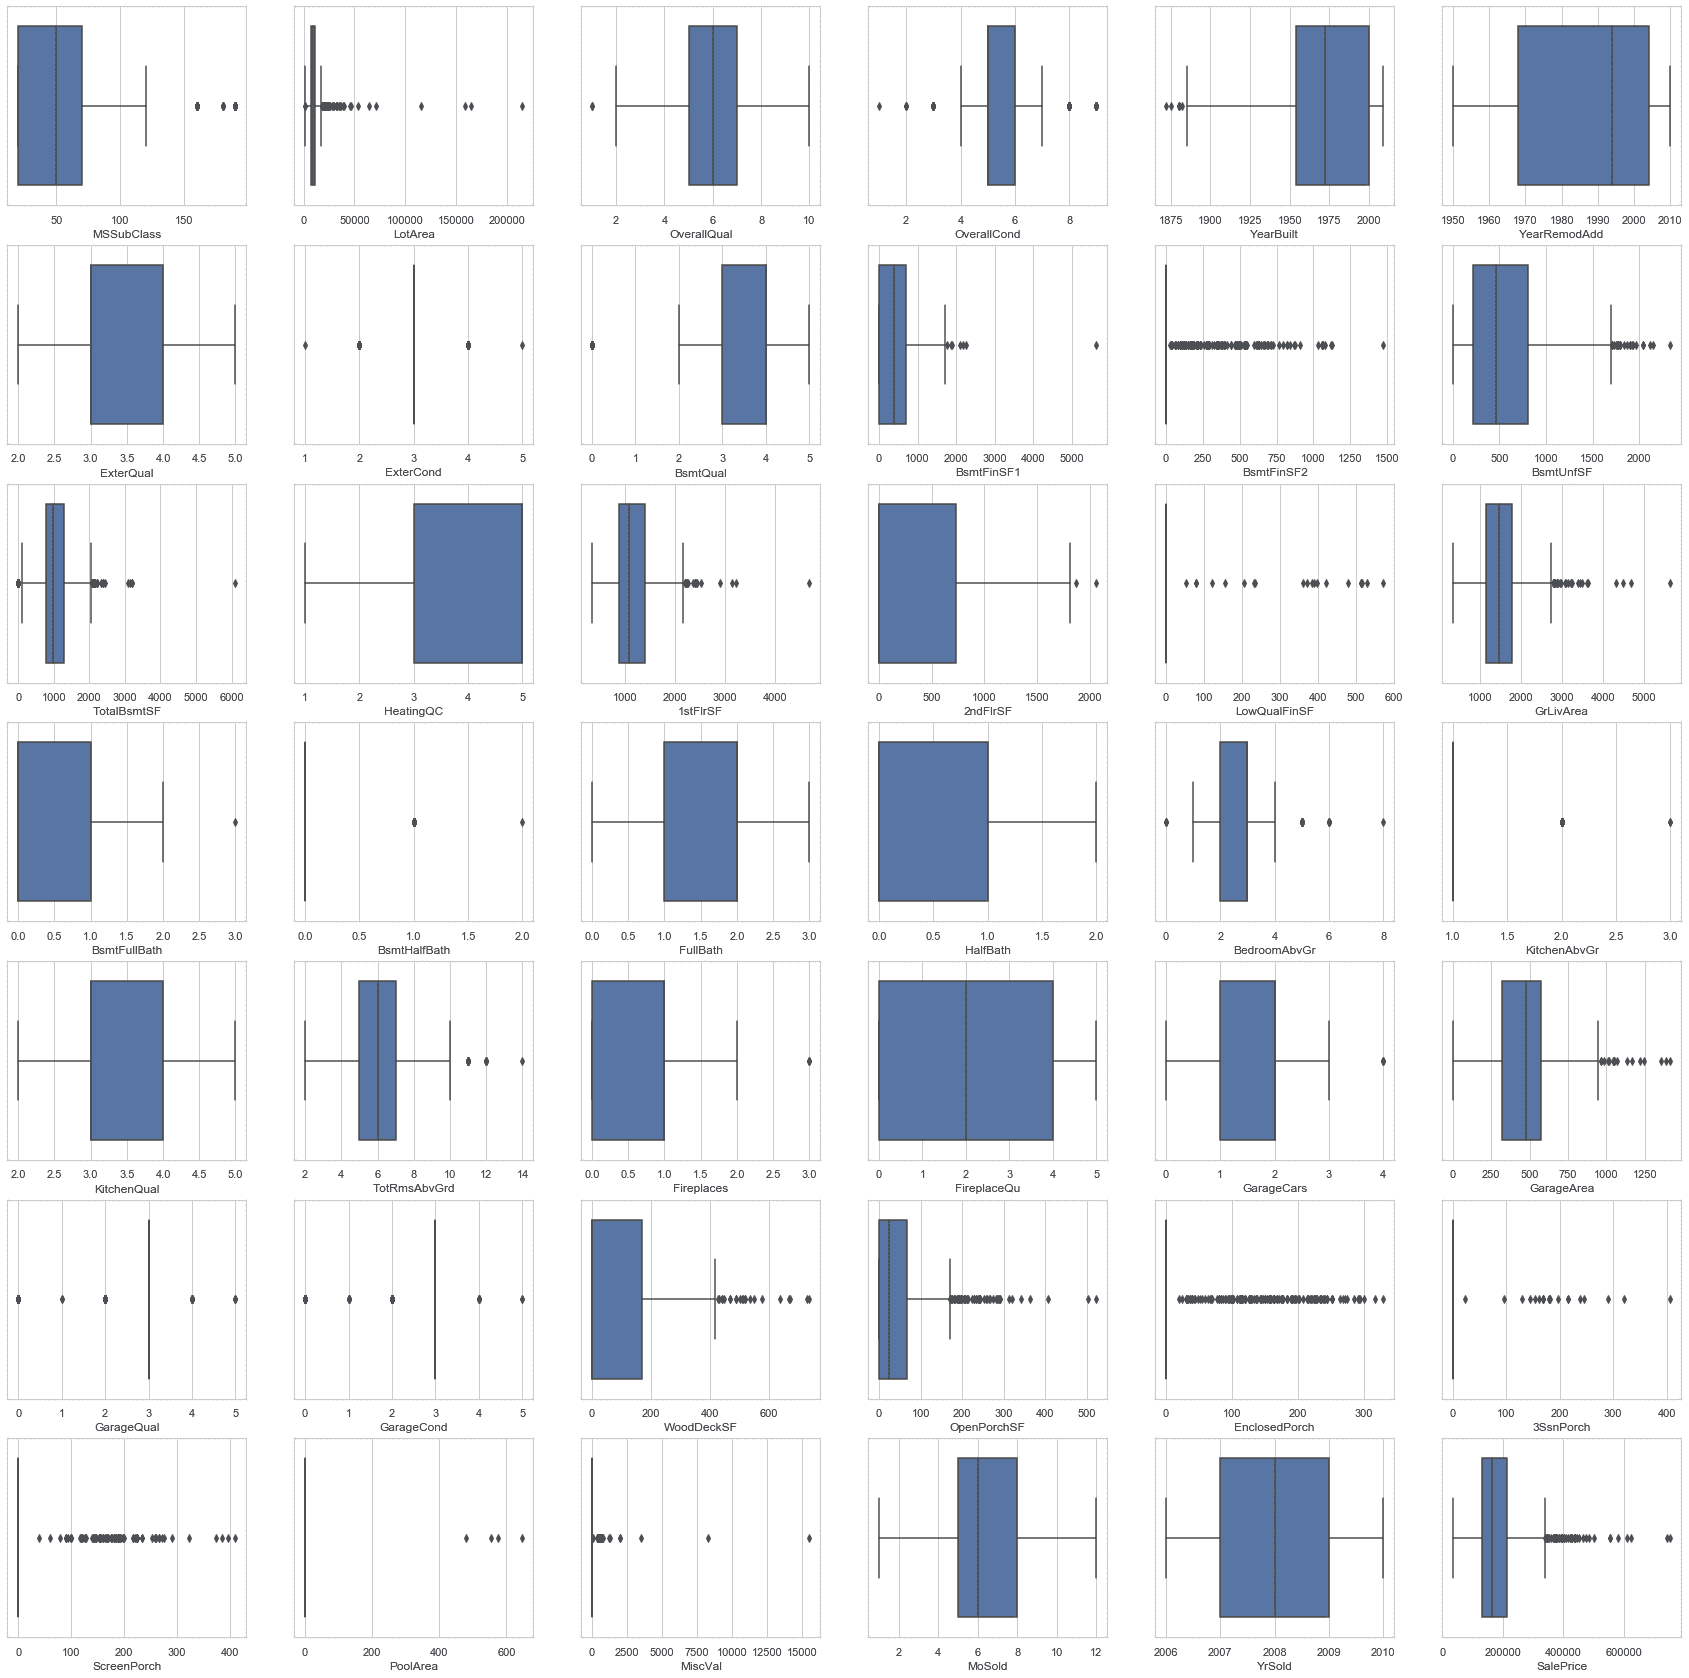 50 100 150
MSSubClass
0 50000 100000 150000 200000
LotArea
2 4 6 8 10
OverallQual
2 4 6 8
OverallCond
1875 1900 1925 1950 1975 2000
YearBuilt
1950 1960 1970 1980 1990 2000 2010
YearRemodAdd
2.0 2.5 3.0 3.5 4.0 4.5 5.0
ExterQual
1 2 3 4 5
ExterCond
0 1 2 3 4 5
BsmtQual
0 1000 2000 3000 4000 5000
BsmtFinSF1
0 250 500 750 1000 1250 1500
BsmtFinSF2
0 500 1000 1500 2000
BsmtUnfSF
0 1000 2000 3000 4000 5000 6000
TotalBsmtSF
1 2 3 4 5
HeatingQC
1000 2000 3000 4000
1stFlrSF
0 500 1000 1500 2000
2ndFlrSF
0 100 200 300 400 500 600
LowQualFinSF
1000 2000 3000 4000 5000
GrLivArea
0.0 0.5 1.0 1.5 2.0 2.5 3.0
BsmtFullBath
0.0 0.5 1.0 1.5 2.0
BsmtHalfBath
0.0 0.5 1.0 1.5 2.0 2.5 3.0
FullBath
0.0 0.5 1.0 1.5 2.0
HalfBath
0 2 4 6 8
BedroomAbvGr
1.0 1.5 2.0 2.5 3.0
KitchenAbvGr
2.0 2.5 3.0 3.5 4.0 4.5 5.0
KitchenQual
2 4 6 8 10 12 14
TotRmsAbvGrd
0.0 0.5 1.0 1.5 2.0 2.5 3.0
Fireplaces
0 1 2 3 4 5
FireplaceQu
0 1 2 3 4
GarageCars
0 250 500 750 1000 1250
GarageArea
0 1 2 3 4 5
GarageQual
0 1 2 3 4 5
GarageCond
0 200 400 600
WoodDeckSF
0 100 200 300 400 500
OpenPorchSF
0 100 200 300
EnclosedPorch
0 100 200 300 400
3SsnPorch
0 100 200 300 400
ScreenPorch
0 200 400 600
PoolArea
0 2500 5000 7500 10000 12500 15000
MiscVal
2 4 6 8 10 12
MoSold
2006 2007 2008 2009 2010
YrSold
0 200000 400000 600000
SalePrice